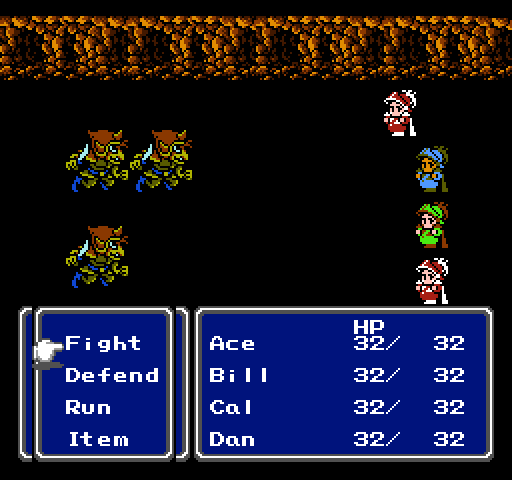 HP
Fight Ace 32/ 32
Defend Bill 32/ 32
Run Cal 32/ 32
Item Dan 32/ 32